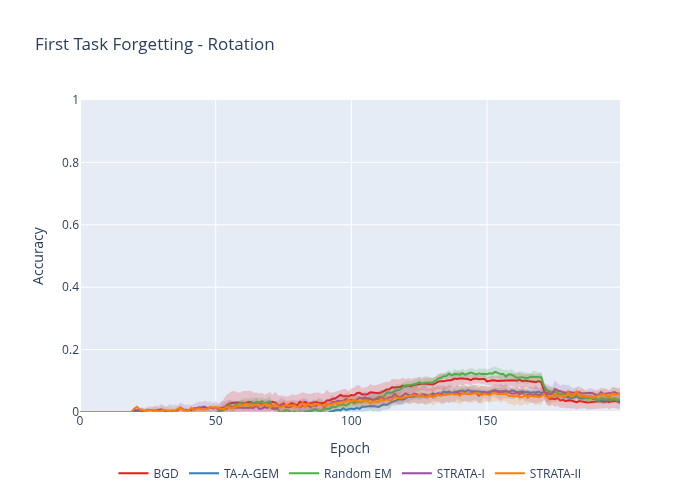 First Task Forgetting - Rotation
1
0.8
0.6
0.4
0.2
0
Accuracy
0 50 100 150
Epoch
BGD TA-A-GEM Random EM STRATA-I STRATA-II